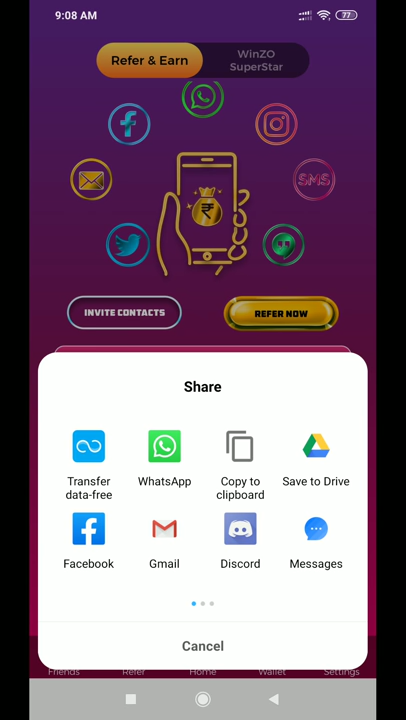 9:08 AM
77
Refer & Earn
WinZO
SuperStar
SMS
₹
INVITE CONTACTS
REFER NOW
Share
Transfer
data-free
WhatsApp
Copy to
clipboard
Save to Drive
Facebook
Gmail
Discord
Messages
Cancel
Friends
Refer
Home
Wallet
Settings